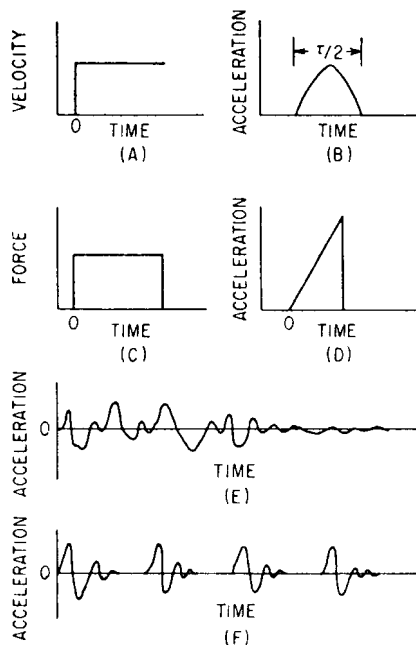 VELOCITY
0
TIME
(A)
ACCELERATION
τ/2
TIME
(B)
FORCE
0
TIME
(C)
ACCELERATION
0
TIME
(D)
ACCELERATION
0
TIME
(E)
ACCELERATION
0
TIME
(F)